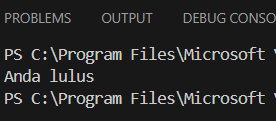 PROBLEMS OUTPUT DEBUG CONSO
PS C:\Program Files\Microsoft
Anda lulus
PS C:\Program Files\Microsoft